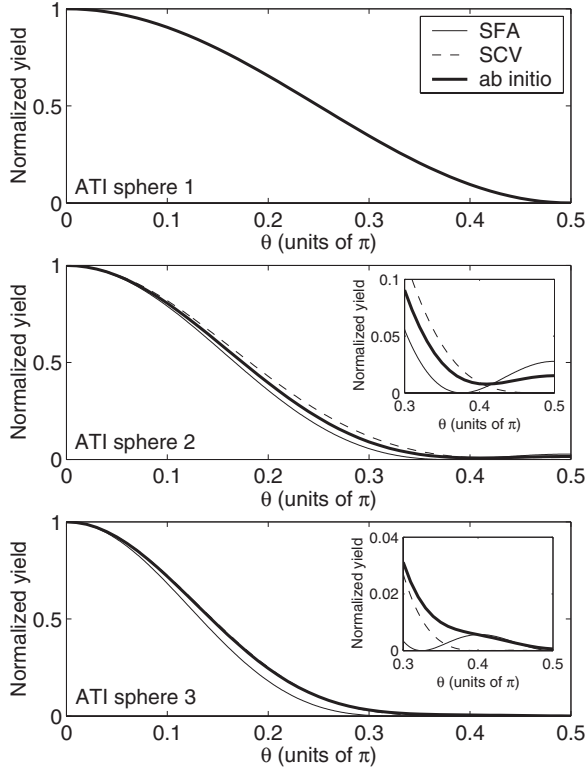 1
0.5
0
Normalized yield
SFA
SCV
ab initio
ATI sphere 1
0 0.1 0.2 0.3 0.4 0.5
θ (units of π)
1
0.5
0
Normalized yield
ATI sphere 2
0.1
0.05
0
Normalized yield
0.3 0.4 0.5
θ (units of π)
0 0.1 0.2 0.3 0.4 0.5
θ (units of π)
1
0.5
0
Normalized yield
ATI sphere 3
0.04
0.02
0
Normalized yield
0.3 0.4 0.5
θ (units of π)
0 0.1 0.2 0.3 0.4 0.5
θ (units of π)